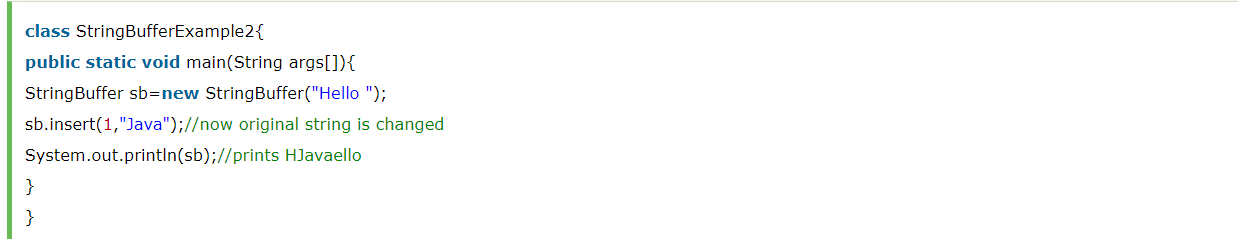 class StringBufferExample2{
public static void main(String args[]){
StringBuffer sb=new StringBuffer("Hello ");
sb.insert(1,"Java");//now original string is changed
System.out.println(sb);//prints HJavaello
}
}